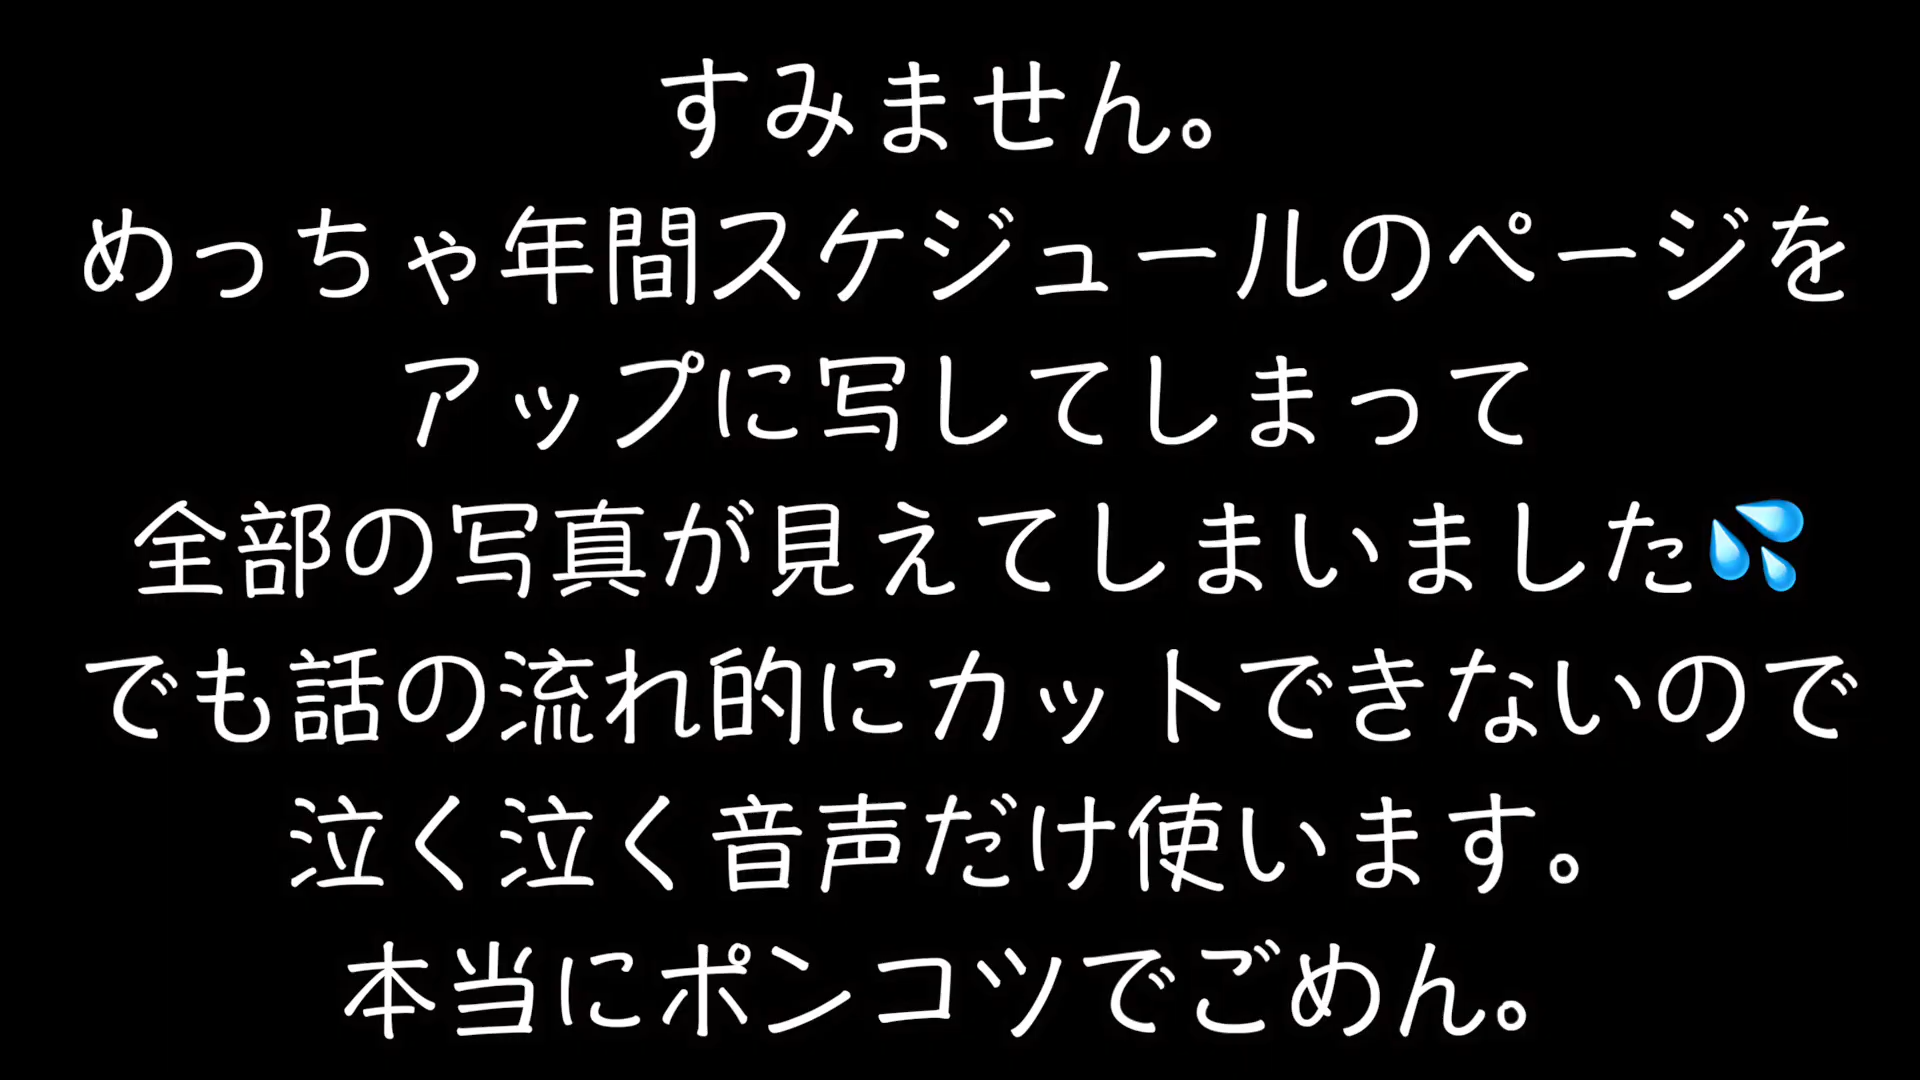 すみません。
めっちゃ年間スケジュールのページを
アップに写してしまって
全部の写真が見えてしまいました💦
でも話の流れ的にカットできないので
泣く泣く音声だけ使います。
本当にポンコツでごめん。